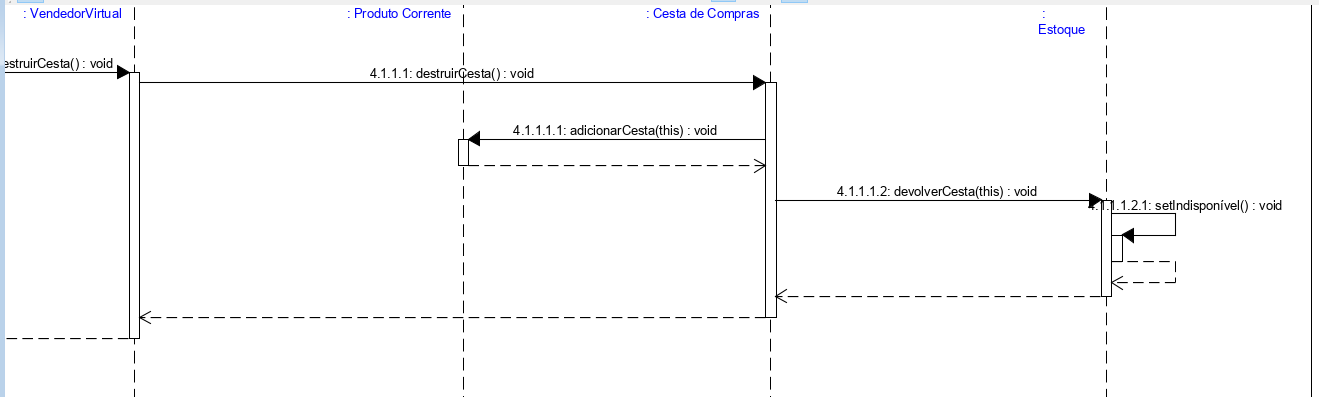 : VendedorVirtual
: Produto Corrente
: Cesta de Compras
:
Estoque
estruirCesta() : void
4.1.1.1: destruirCesta() : void
4.1.1.1.1: adicionarCesta(this) : void
4.1.1.1.2: devolverCesta(this) : void
4.1.1.1.2.1: setIndisponível() : void